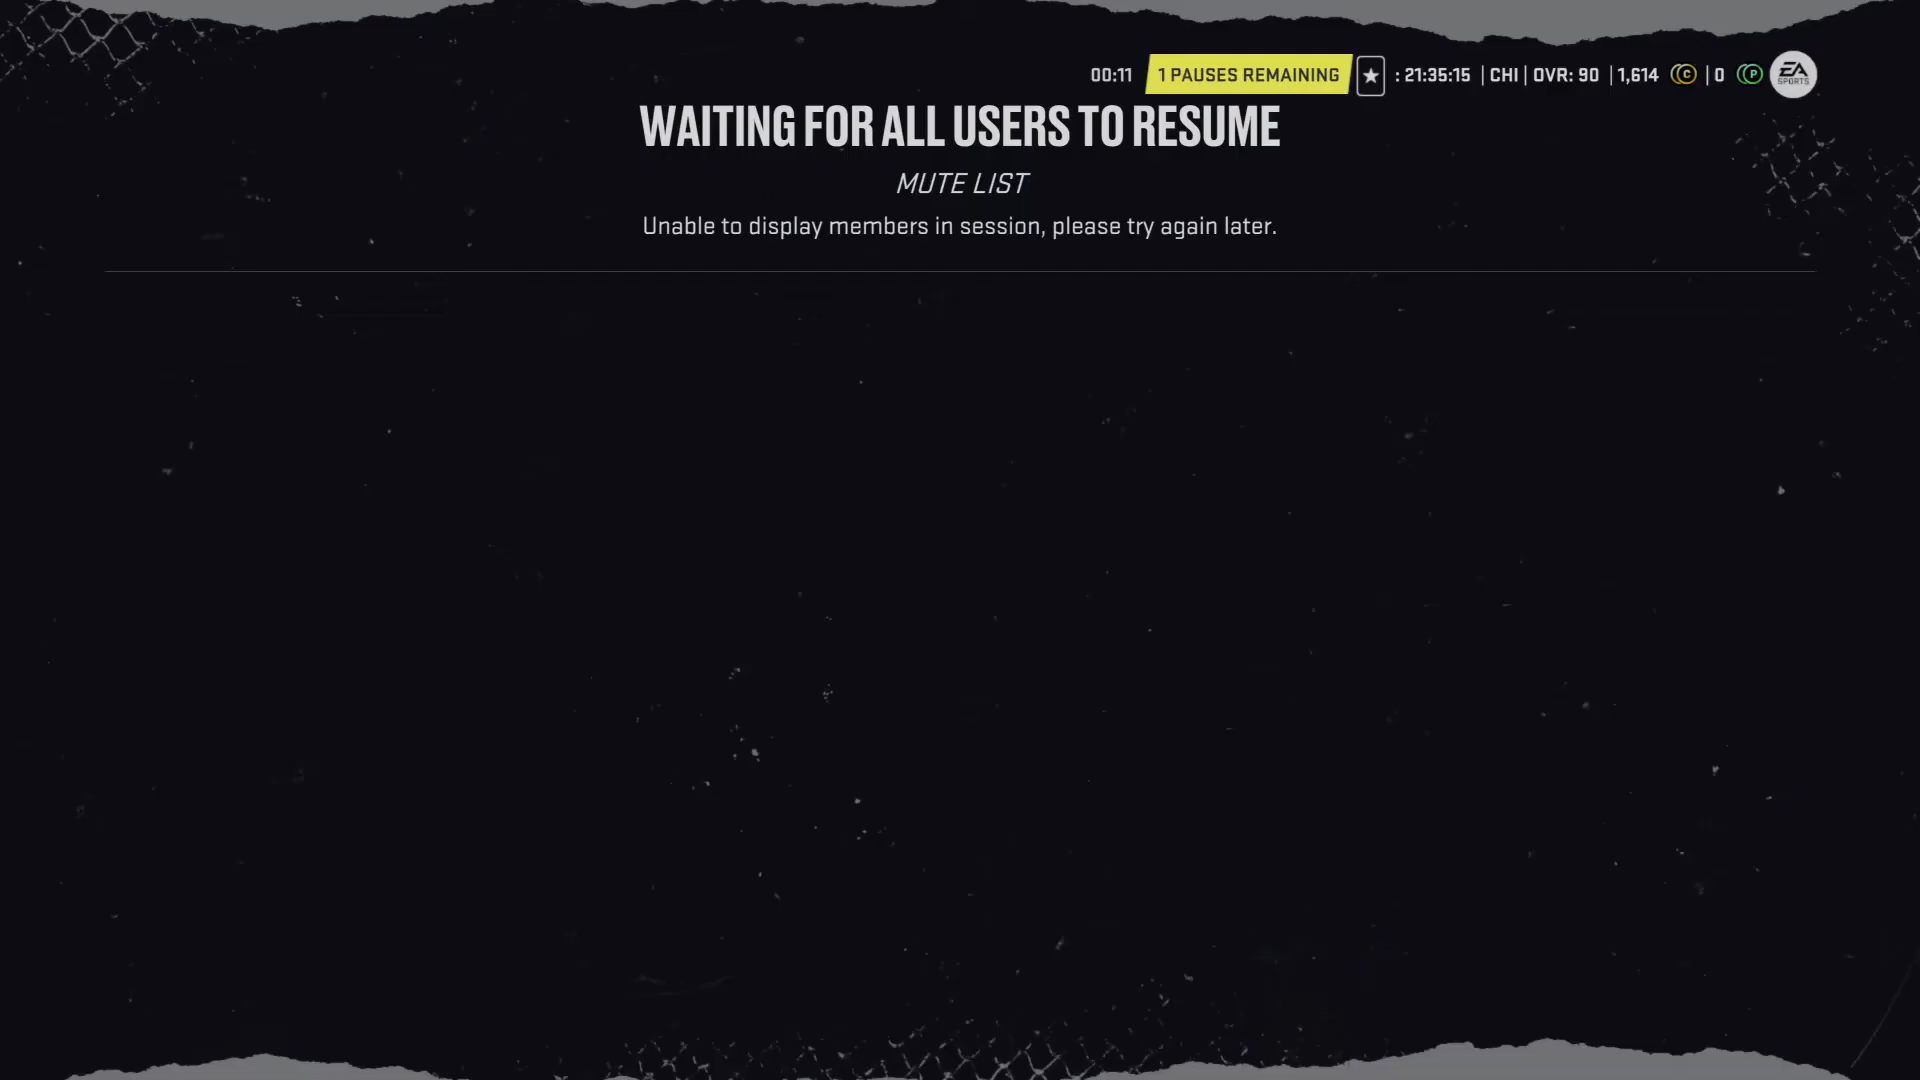 00:11 1 PAUSES REMAINING : 21:35:15 | CHI | OVR: 90 | 1,614 C | 0 P EA SPORTS
WAITING FOR ALL USERS TO RESUME
MUTE LIST
Unable to display members in session, please try again later.